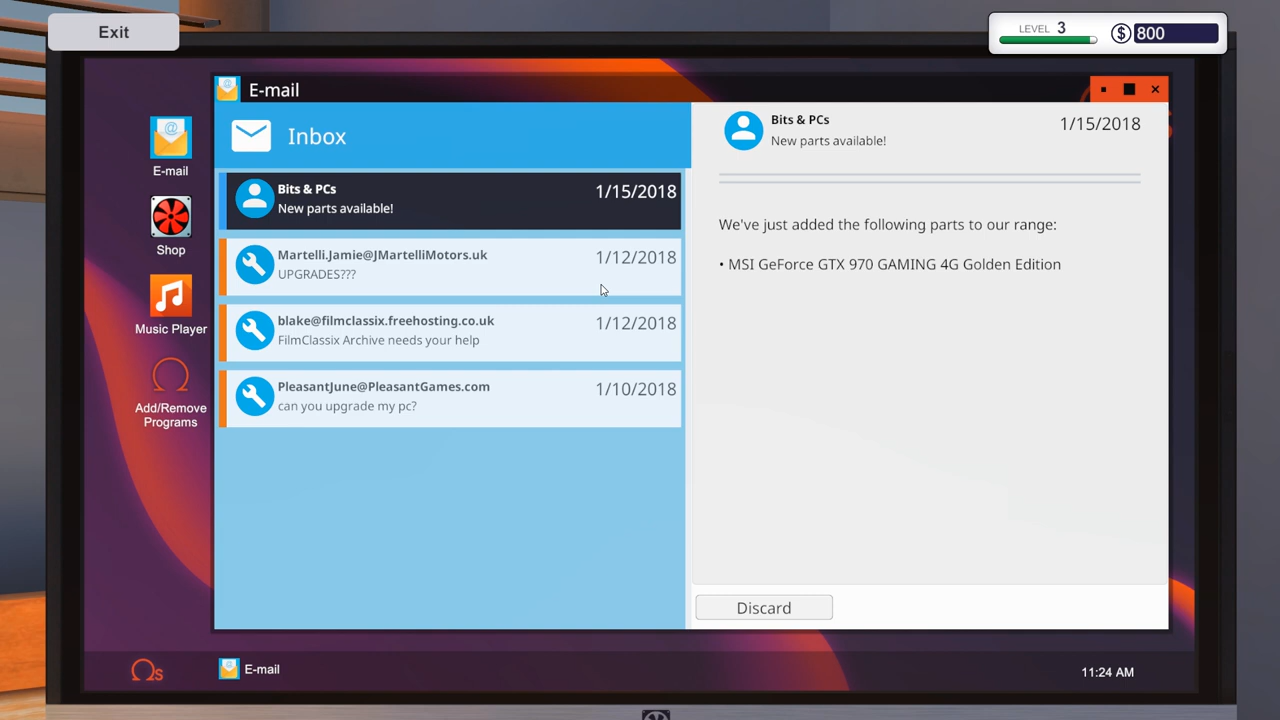 Exit
LEVEL 3
$ 800
E-mail
E-mail
Shop
Music Player
Add/Remove
Programs
Inbox
Bits & PCs
1/15/2018
New parts available!
Martelli.Jamie@JMartelliMotors.uk
1/12/2018
UPGRADES???
blake@filmclassix.freehosting.co.uk
1/12/2018
FilmClassix Archive needs your help
PleasantJune@PleasantGames.com
1/10/2018
can you upgrade my pc?
Bits & PCs
1/15/2018
New parts available!
We've just added the following parts to our range:
• MSI GeForce GTX 970 GAMING 4G Golden Edition
Discard
Ωs
E-mail
11:24 AM